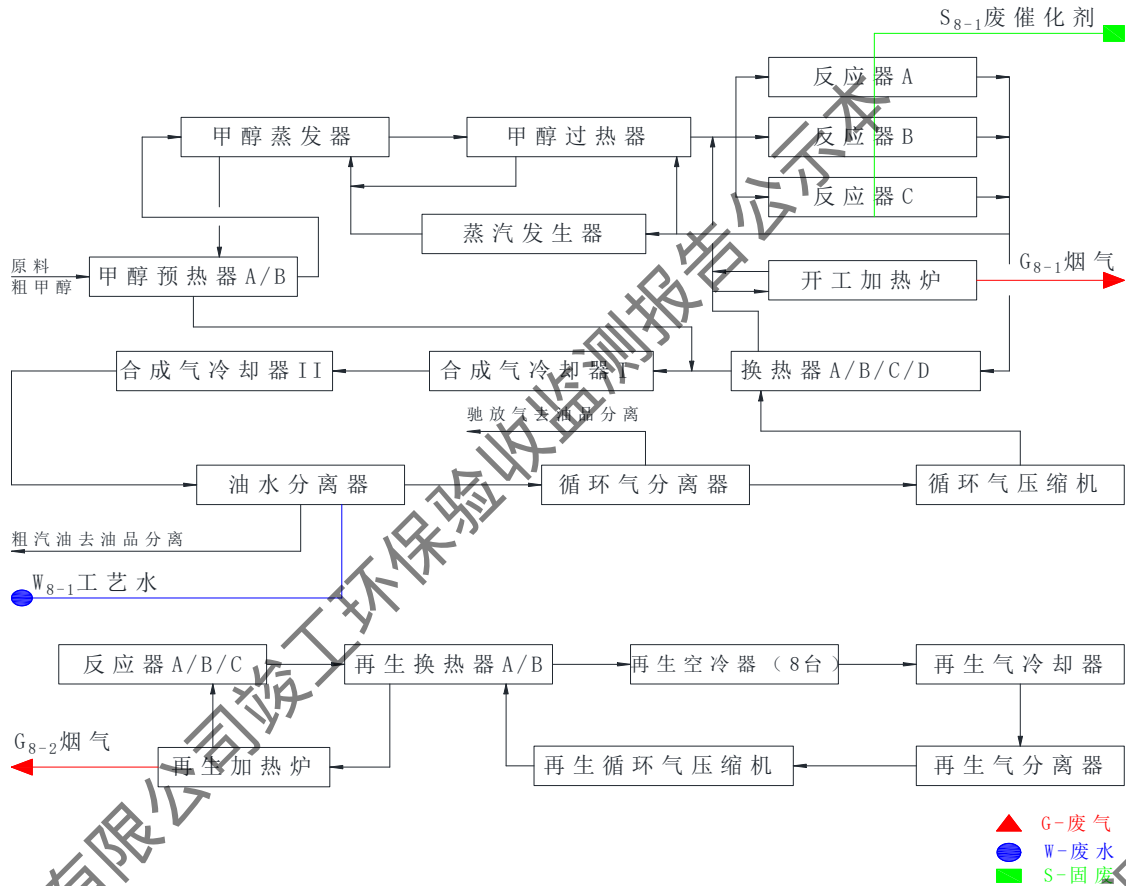 S8-1废催化剂
反应器A
甲醇蒸发器
甲醇过热器
反应器B
反应器C
蒸汽发生器
原料
粗甲醇
甲醇预热器A/B
开工加热炉
G8-1烟气
合成气冷却器II
合成气冷却器I
换热器A/B/C/D
驰放气去油品分离
油水分离器
循环气分离器
循环气压缩机
粗汽油去油品分离
W8-1工艺水
反应器A/B/C
再生换热器A/B
再生空冷器（8台）
再生气冷却器
G8-2烟气
再生加热炉
再生循环气压缩机
再生气分离器
G-废气
W-废水
S-固废
有限公司竣工环保验收监测报告公示本